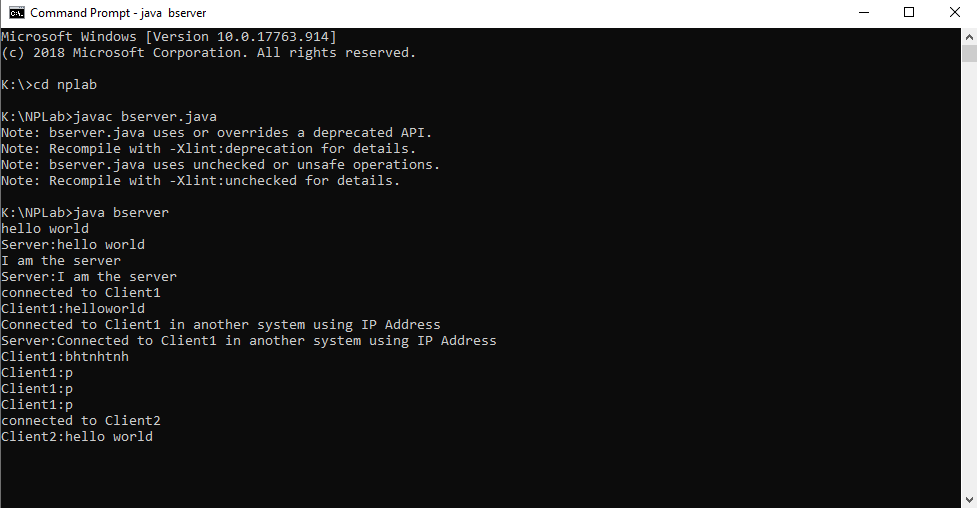 Command Prompt - java  bserver
Microsoft Windows [Version 10.0.17763.914]
(c) 2018 Microsoft Corporation. All rights reserved.
K:\>cd nplab
K:\NPLab>javac bserver.java
Note: bserver.java uses or overrides a deprecated API.
Note: Recompile with -Xlint:deprecation for details.
Note: bserver.java uses unchecked or unsafe operations.
Note: Recompile with -Xlint:unchecked for details.
K:\NPLab>java bserver
hello world
Server:hello world
I am the server
Server:I am the server
connected to Client1
Client1:helloworld
Connected to Client1 in another system using IP Address
Server:Connected to Client1 in another system using IP Address
Client1:bhtnhtnh
Client1:p
Client1:p
Client1:p
connected to Client2
Client2:hello world